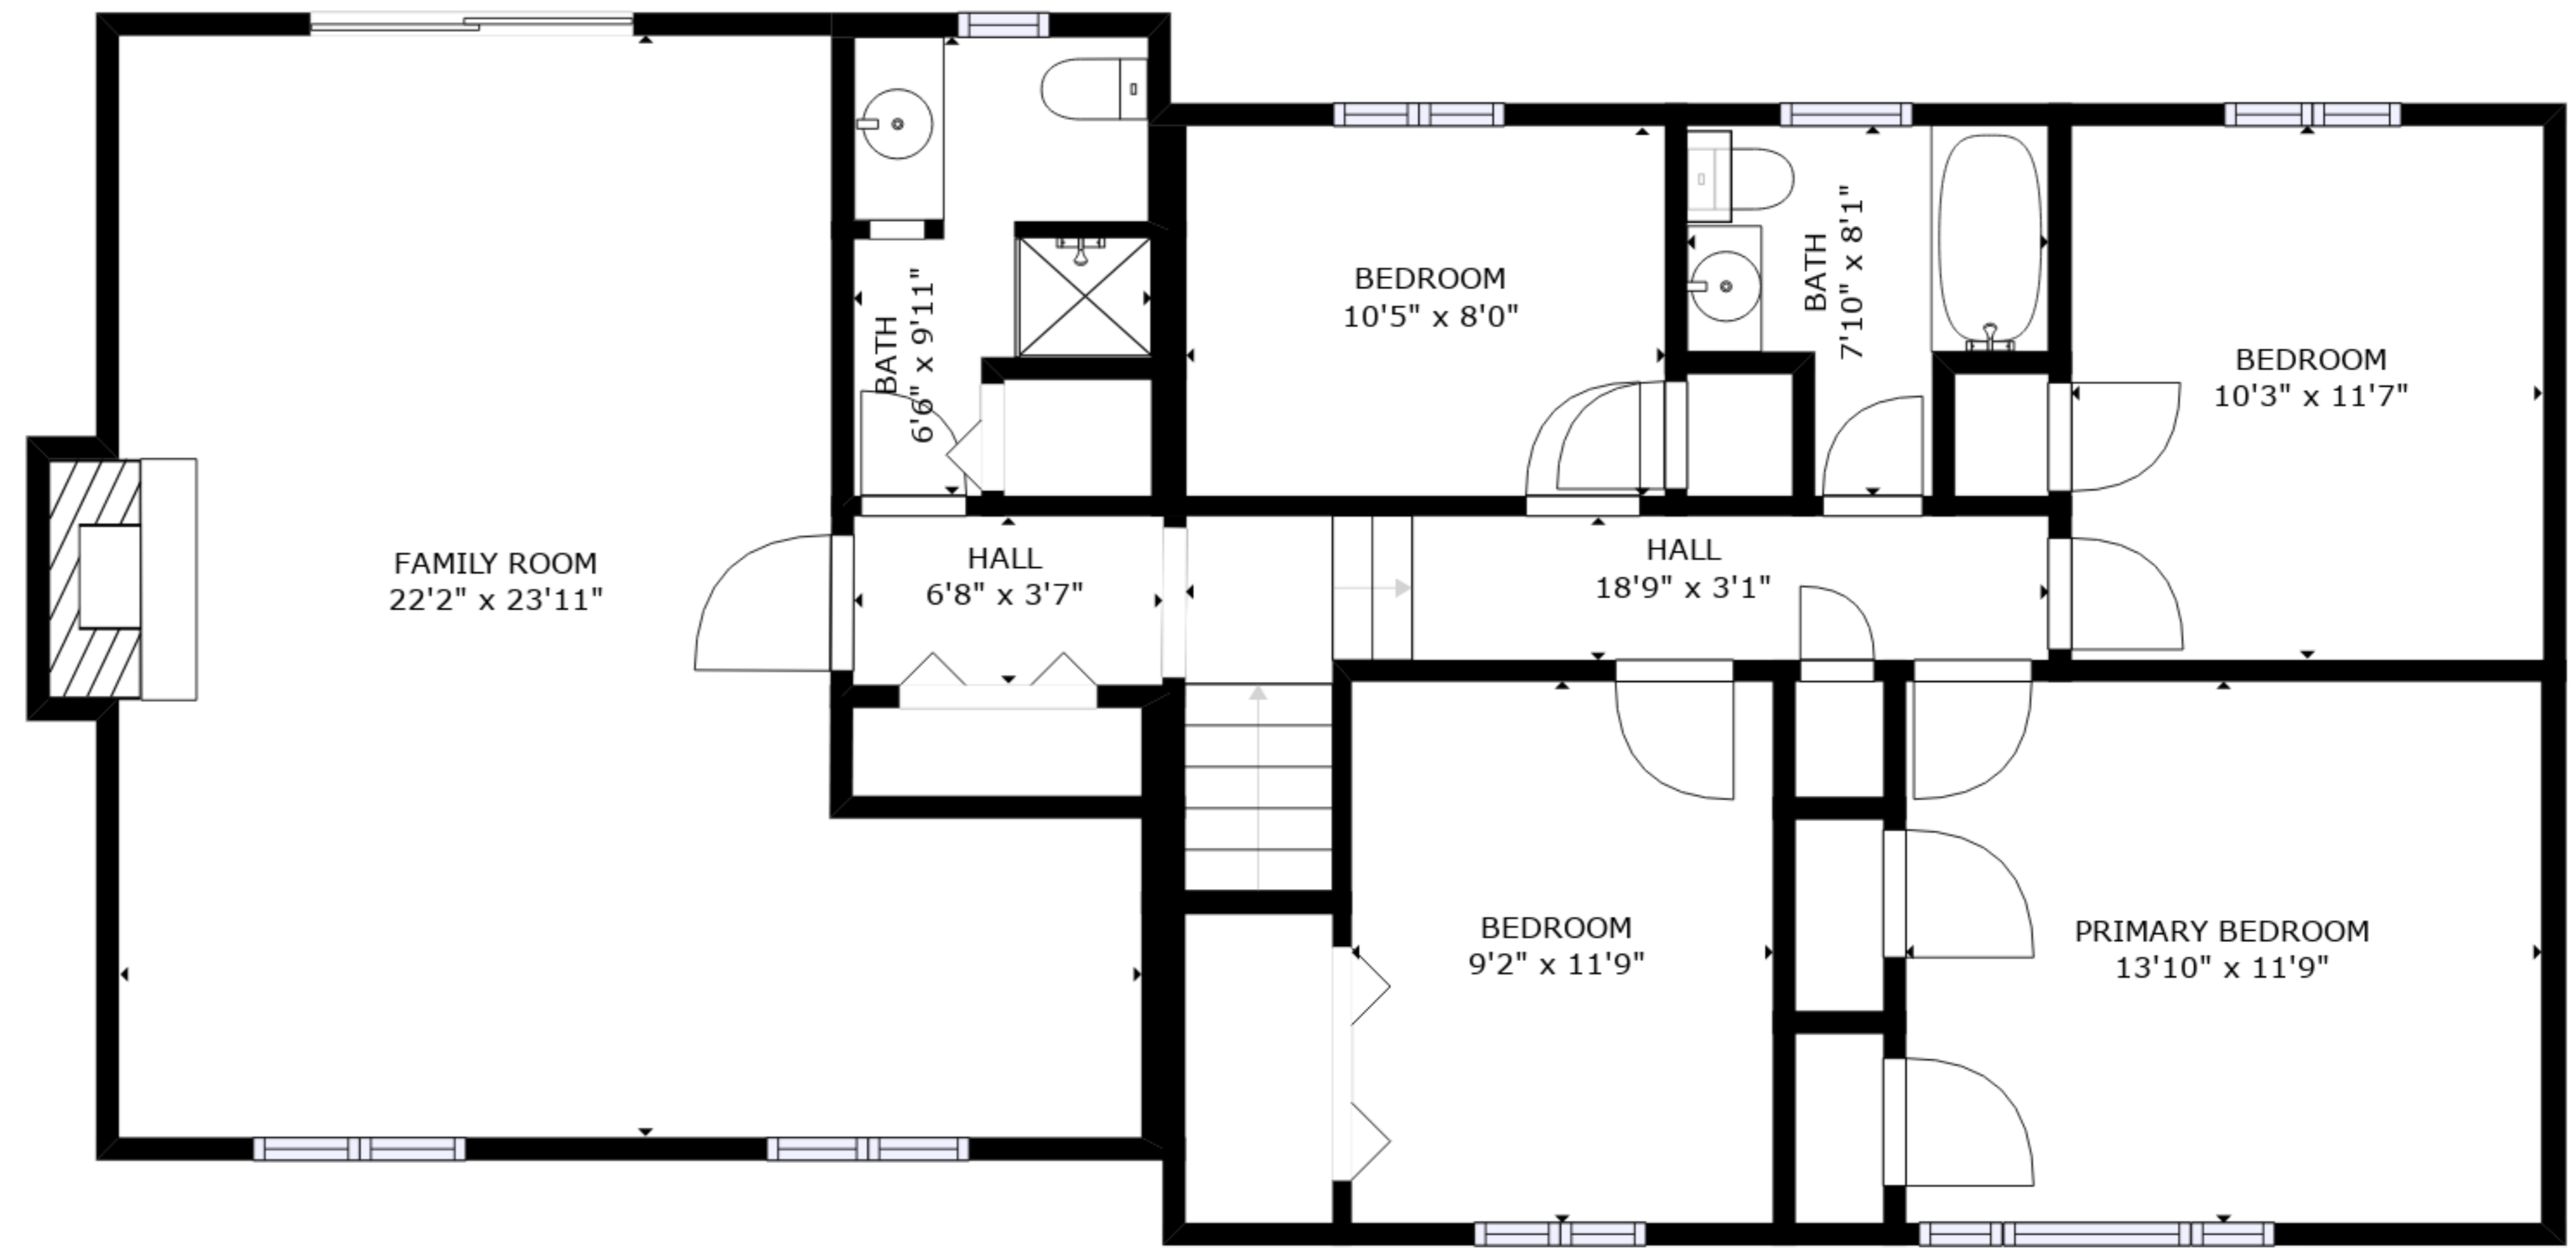 FAMILY ROOM
22'2" x 23'11"
BATH
6'6" x 9'11"
HALL
6'8" x 3'7"
BEDROOM
10'5" x 8'0"
BATH
7'10" x 8'1"
BEDROOM
10'3" x 11'7"
HALL
18'9" x 3'1"
BEDROOM
9'2" x 11'9"
PRIMARY BEDROOM
13'10" x 11'9"